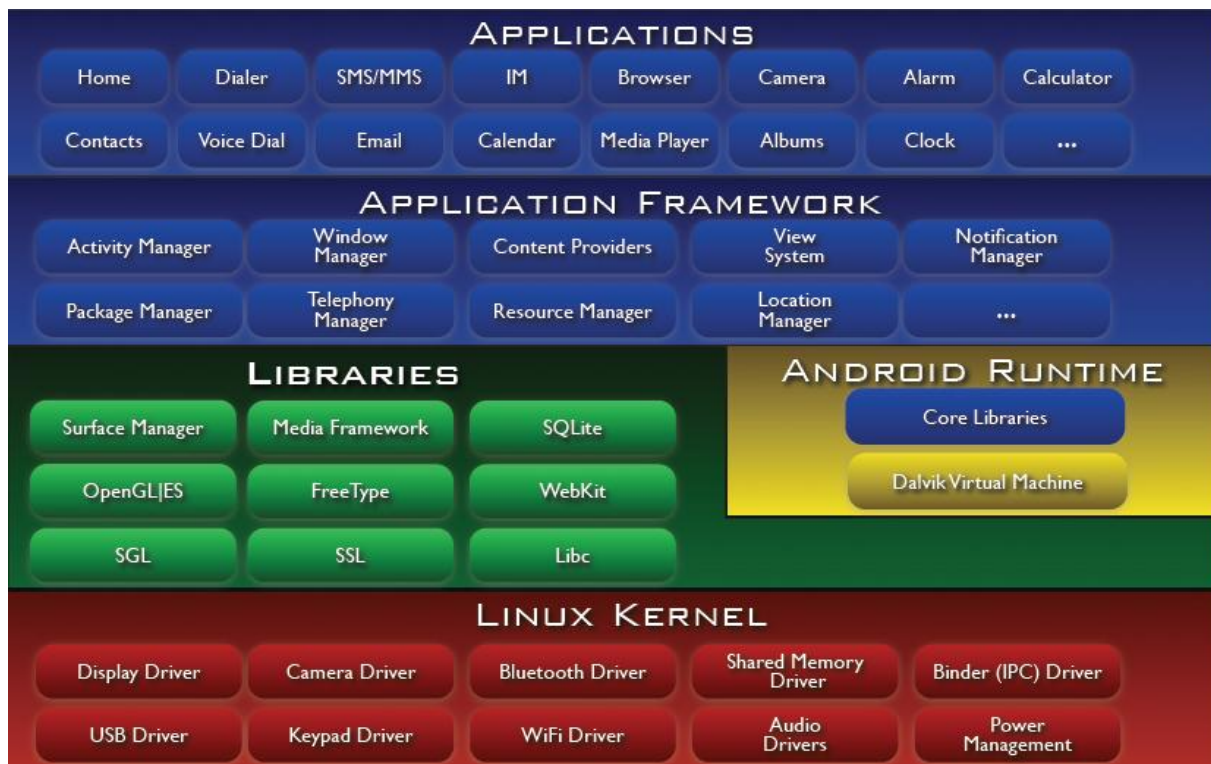 APPLICATIONS
Home Dialer SMS/MMS IM Browser Camera Alarm Calculator
Contacts Voice Dial Email Calendar Media Player Albums Clock ...
APPLICATION FRAMEWORK
Activity Manager
Window
Manager
Content Providers
View
System
Notification
Manager
Package Manager
Telephony
Manager
Resource Manager
Location
Manager
...
LIBRARIES
Surface Manager Media Framework SQLite
OpenGL|ES FreeType WebKit
SGL SSL Libc
ANDROID RUNTIME
Core Libraries
Dalvik Virtual Machine
LINUX KERNEL
Display Driver
Camera Driver
Bluetooth Driver
Shared Memory
Driver
Binder (IPC) Driver
USB Driver
Keypad Driver
WiFi Driver
Audio
Drivers
Power
Management